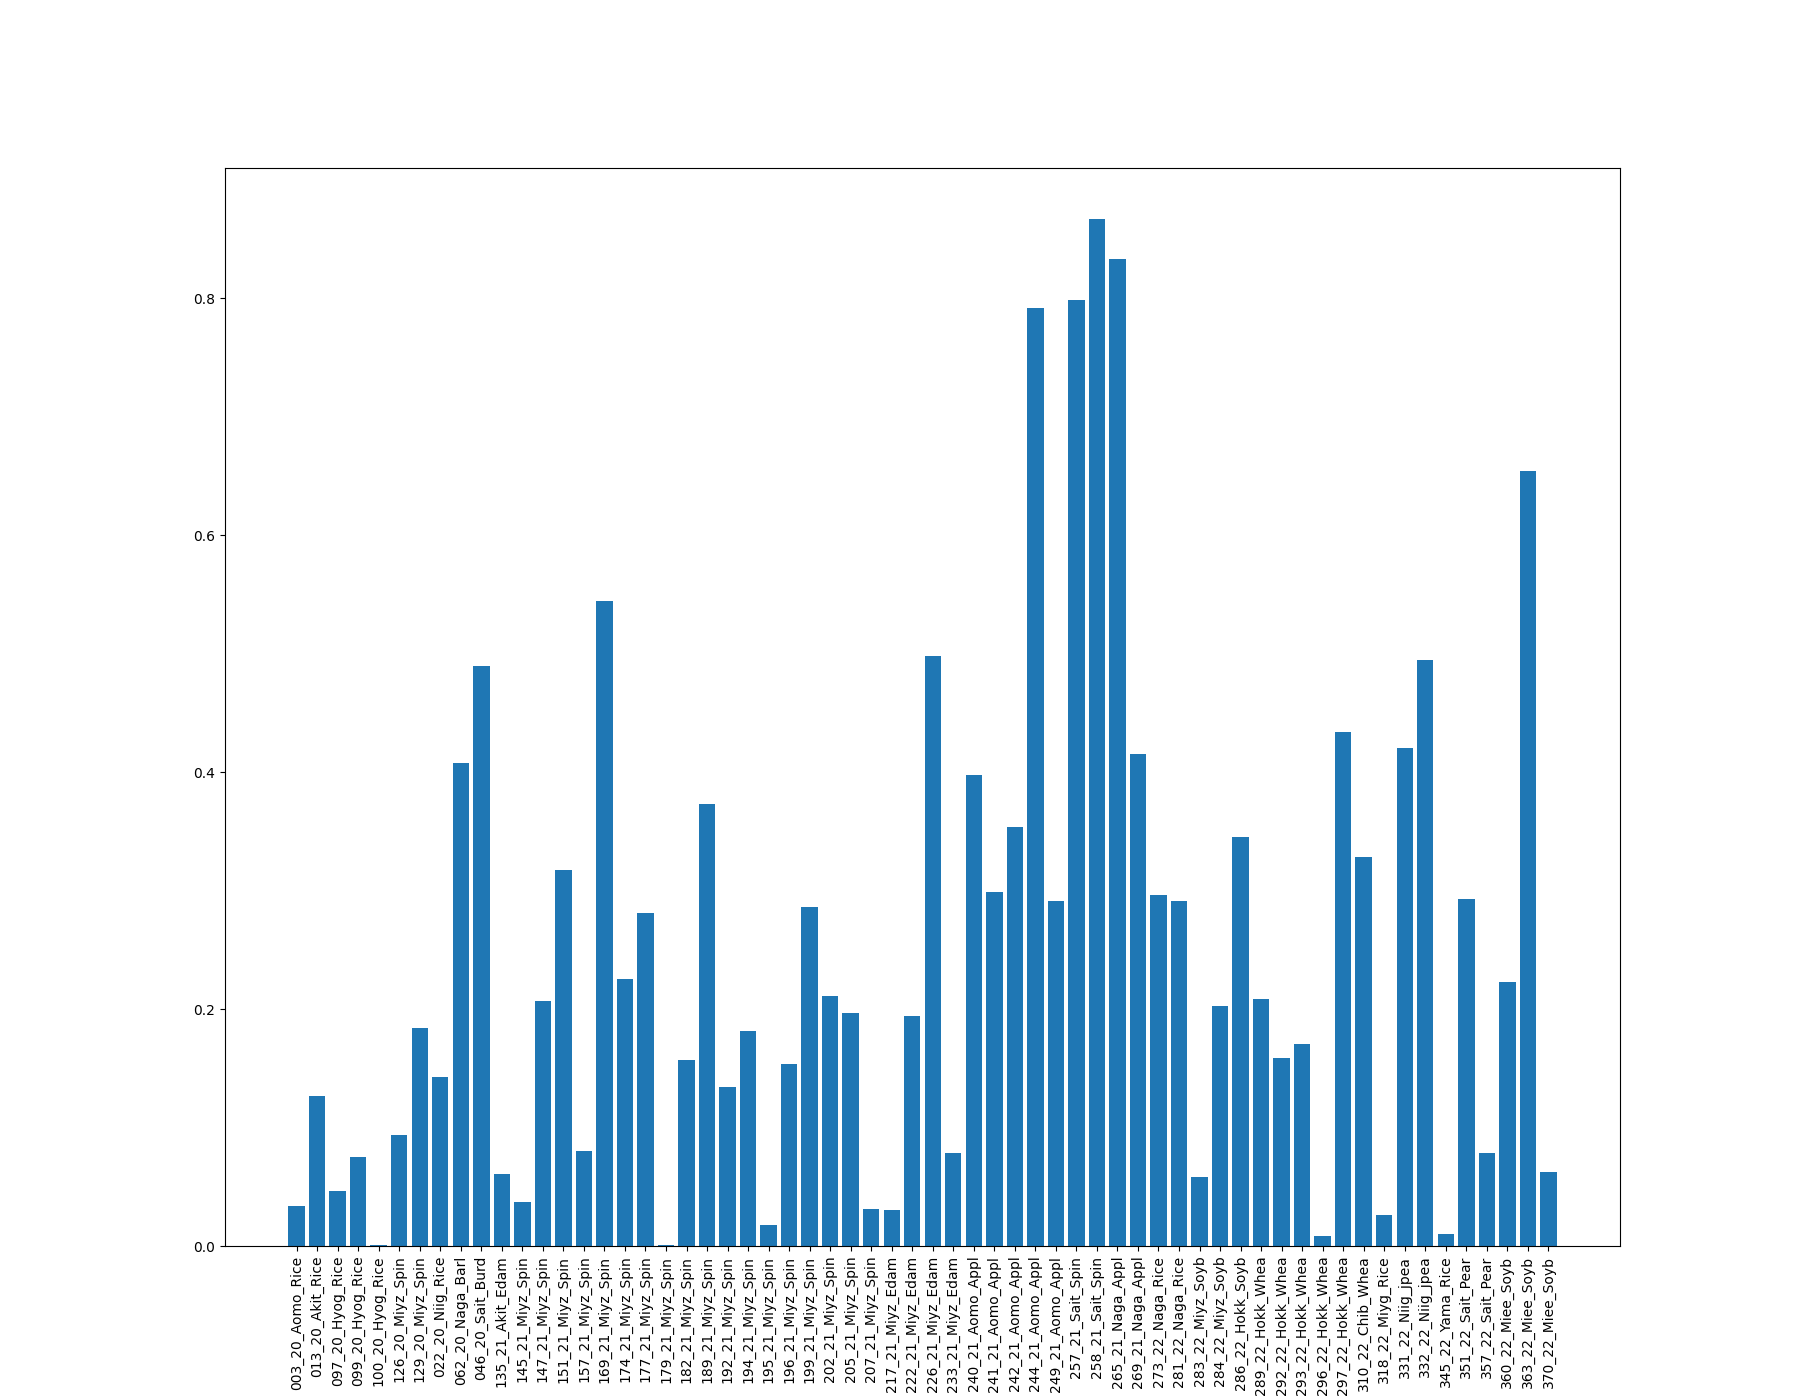 0.8
0.6
0.4
0.2
0.0
003_20_Aomo_Rice
013_20_Akit_Rice
097_20_Hyog_Rice
099_20_Hyog_Rice
100_20_Hyog_Rice
126_20_Miyz_Spin
129_20_Miyz_Spin
022_20_Niig_Rice
062_20_Naga_Barl
046_20_Sait_Burd
135_21_Akit_Edam
145_21_Miyz_Spin
147_21_Miyz_Spin
151_21_Miyz_Spin
157_21_Miyz_Spin
169_21_Miyz_Spin
174_21_Miyz_Spin
177_21_Miyz_Spin
179_21_Miyz_Spin
182_21_Miyz_Spin
189_21_Miyz_Spin
192_21_Miyz_Spin
194_21_Miyz_Spin
195_21_Miyz_Spin
196_21_Miyz_Spin
199_21_Miyz_Spin
202_21_Miyz_Spin
205_21_Miyz_Spin
207_21_Miyz_Spin
217_21_Miyz_Edam
222_21_Miyz_Edam
226_21_Miyz_Edam
233_21_Miyz_Edam
240_21_Aomo_Appl
241_21_Aomo_Appl
242_21_Aomo_Appl
244_21_Aomo_Appl
249_21_Aomo_Appl
257_21_Sait_Spin
258_21_Sait_Spin
265_21_Naga_Appl
269_21_Naga_Appl
273_22_Naga_Rice
281_22_Naga_Rice
283_22_Miyz_Soyb
284_22_Miyz_Soyb
286_22_Hokk_Soyb
289_22_Hokk_Whea
292_22_Hokk_Whea
293_22_Hokk_Whea
296_22_Hokk_Whea
297_22_Hokk_Whea
310_22_Chib_Whea
318_22_Miyg_Rice
331_22_Niig_jpea
332_22_Niig_jpea
345_22_Yama_Rice
351_22_Sait_Pear
357_22_Sait_Pear
360_22_Miee_Soyb
363_22_Miee_Soyb
370_22_Miee_Soyb